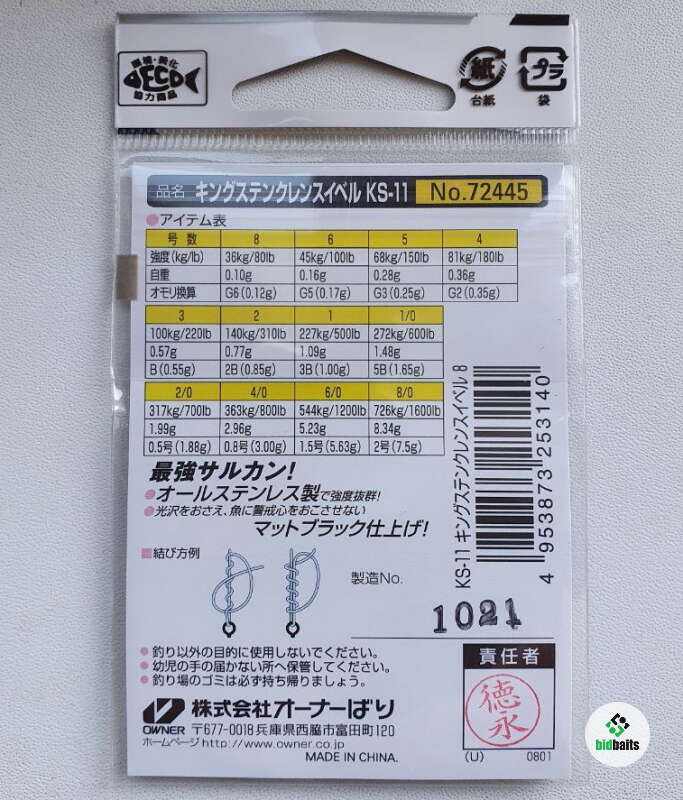 環境・美化
ECO
協力商品
紙
台紙
プラ
袋
品名 キングステンクレンスイベル KS-11 No.72445
●アイテム表
号数 8 6 5 4
強度(kg/lb) 36kg/80lb 45kg/100lb 68kg/150lb 81kg/180lb
自重 0.10g 0.16g 0.28g 0.36g
オモリ換算 G6(0.12g) G5(0.17g) G3(0.25g) G2(0.35g)
3 2 1 1/0
100kg/220lb 140kg/310lb 227kg/500lb 272kg/600lb
0.57g 0.77g 1.09g 1.48g
B(0.55g) 2B(0.85g) 3B(1.00g) 5B(1.65g)
2/0 4/0 6/0 8/0
317kg/700lb 363kg/800lb 544kg/1200lb 726kg/1600lb
1.99g 2.96g 5.23g 8.34g
0.5号(1.88g) 0.8号(3.00g) 1.5号(5.63g) 2号(7.5g)
最強サルカン!
●オールステンレス製で強度抜群!
●光沢をおさえ、魚に警戒心をおこさせない
マットブラック仕上げ!
KS-11 キングステンクレンスイベル 8
4 953873 253140
■結び方例
製造No.
1021
●釣り以外の目的に使用しないでください。
●幼児の手の届かない所へ保管してください。
●釣り場のゴミは必ず持ち帰りましょう。
責任者
徳永
OWNER 株式会社オーナーばり
〒677-0018兵庫県西脇市富田町120
ホームページhttp://www.owner.co.jp
MADE IN CHINA.
(U) 0801
bidbaits